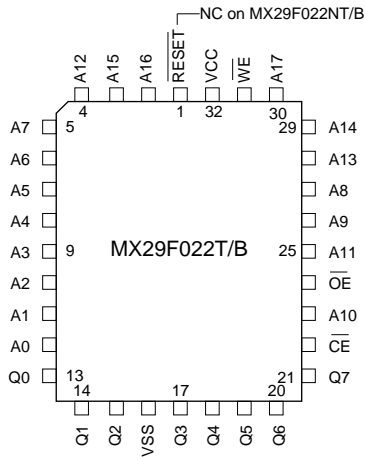 NC on MX29F022NT/B
A12
A15
A16
RESET
VCC
WE
A17
4
1
32
30
A7
5
29
A14
A6
A13
A5
A8
A4
A9
A3
9
MX29F022T/B
25
A11
A2
OE
A1
A10
A0
CE
Q0
13
21
Q7
14
17
20
Q1
Q2
VSS
Q3
Q4
Q5
Q6